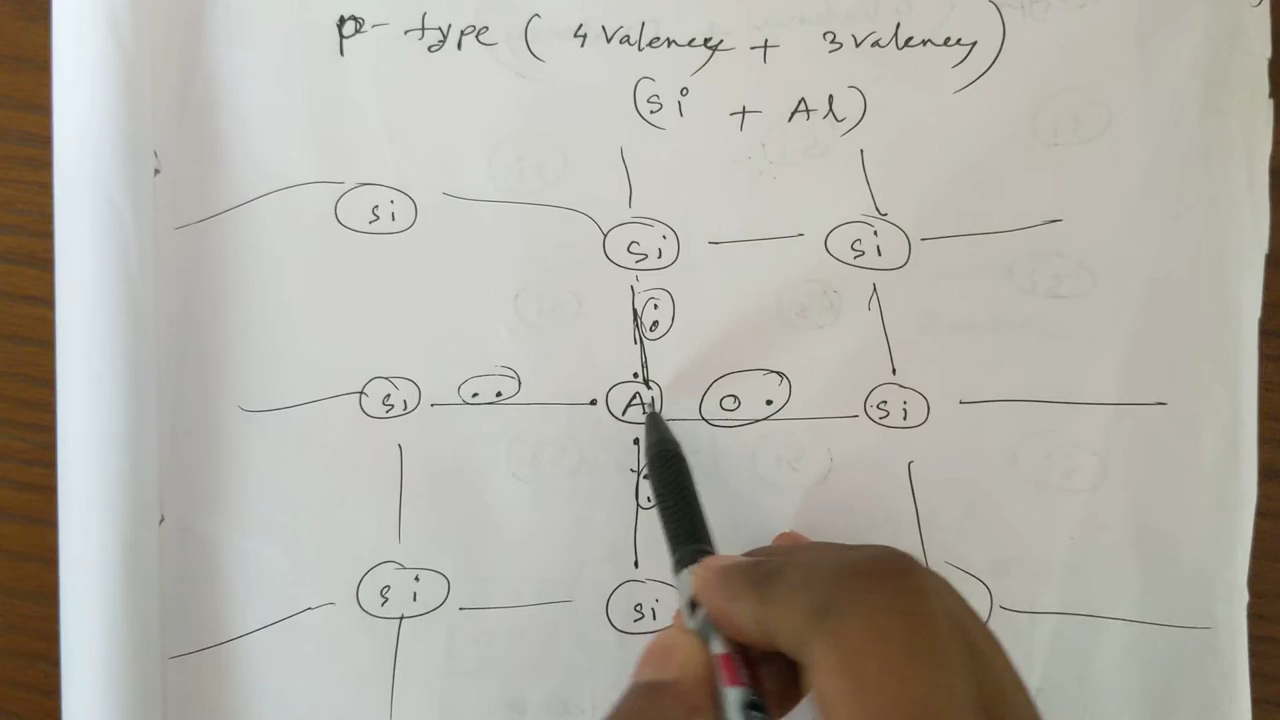 p- type ( 4 valency + 3 valency )
(Si + Al)
Si
Si Si
Si Al Si
Si Si